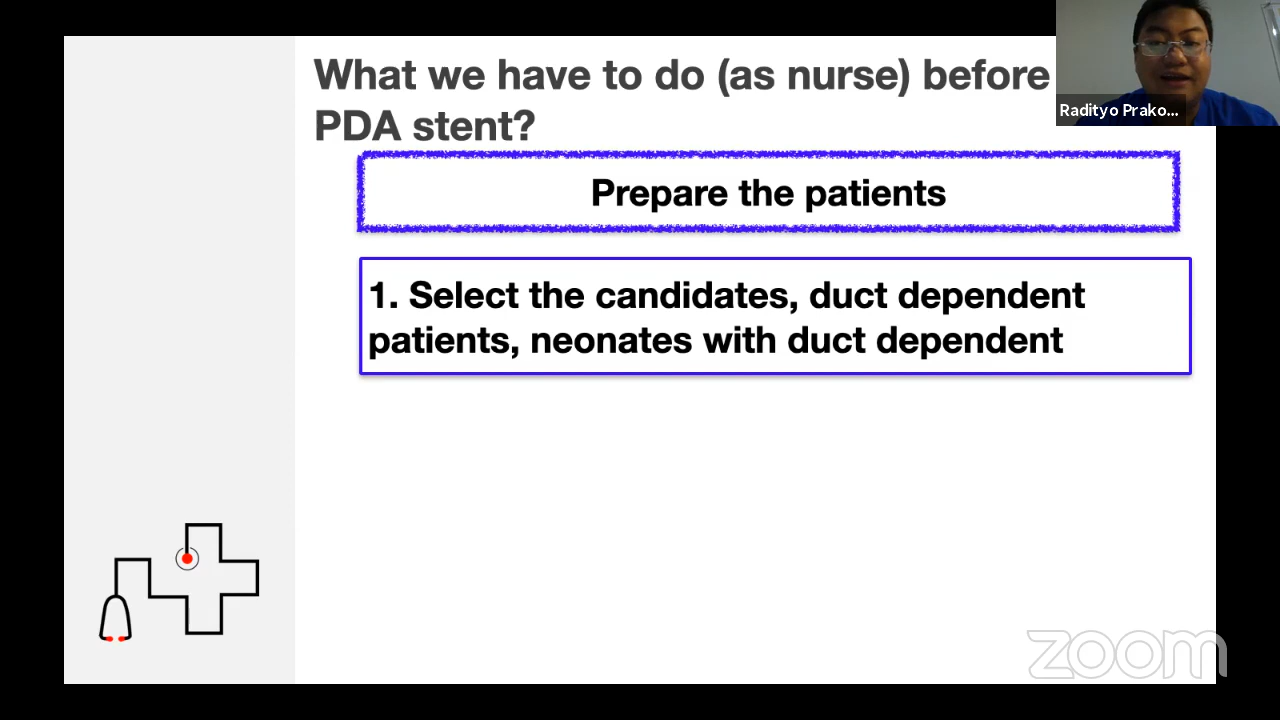 What we have to do (as nurse) before
PDA stent?
Radityo Prako...
Prepare the patients
1. Select the candidates, duct dependent
patients, neonates with duct dependent
zoom